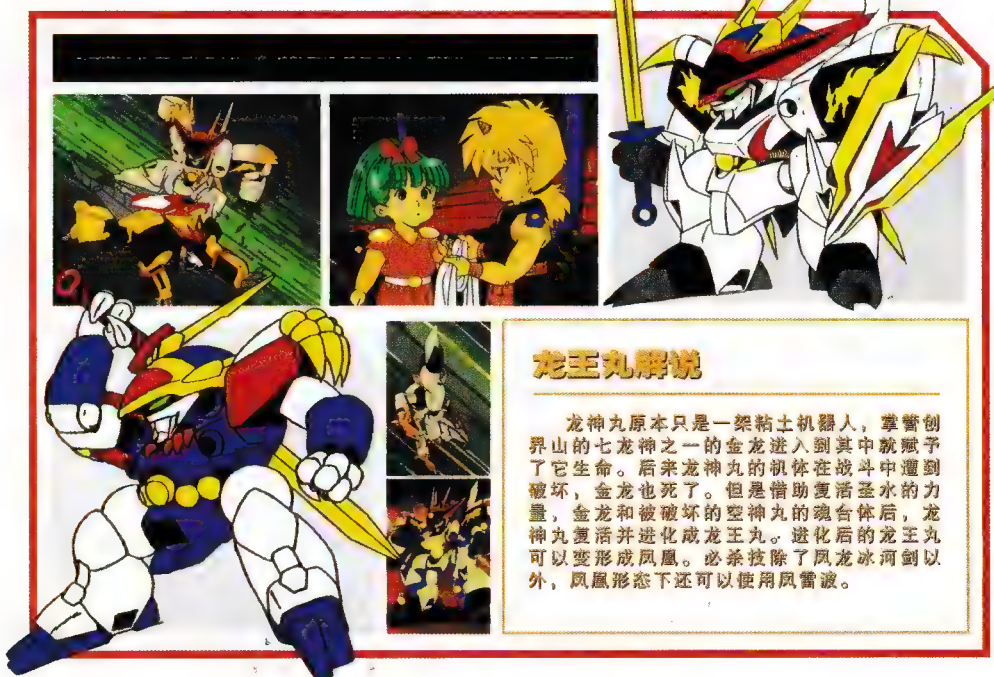 龙王丸解说
龙神丸原本只是一架粘土机器人，掌管创
界山的七龙神之一的金龙进入到其中就赋予
了它生命。后来龙神丸的机体在战斗中遭到
破坏，金龙也死了。但是借助复活圣水的力
量，金龙和被破坏的空神丸的魂合体后，龙
神丸复活并进化成龙王丸。进化后的龙王丸
可以变形成凤凰。必杀技除了凤龙冰河剑以
外，凤凰形态下还可以使用凤雷波。